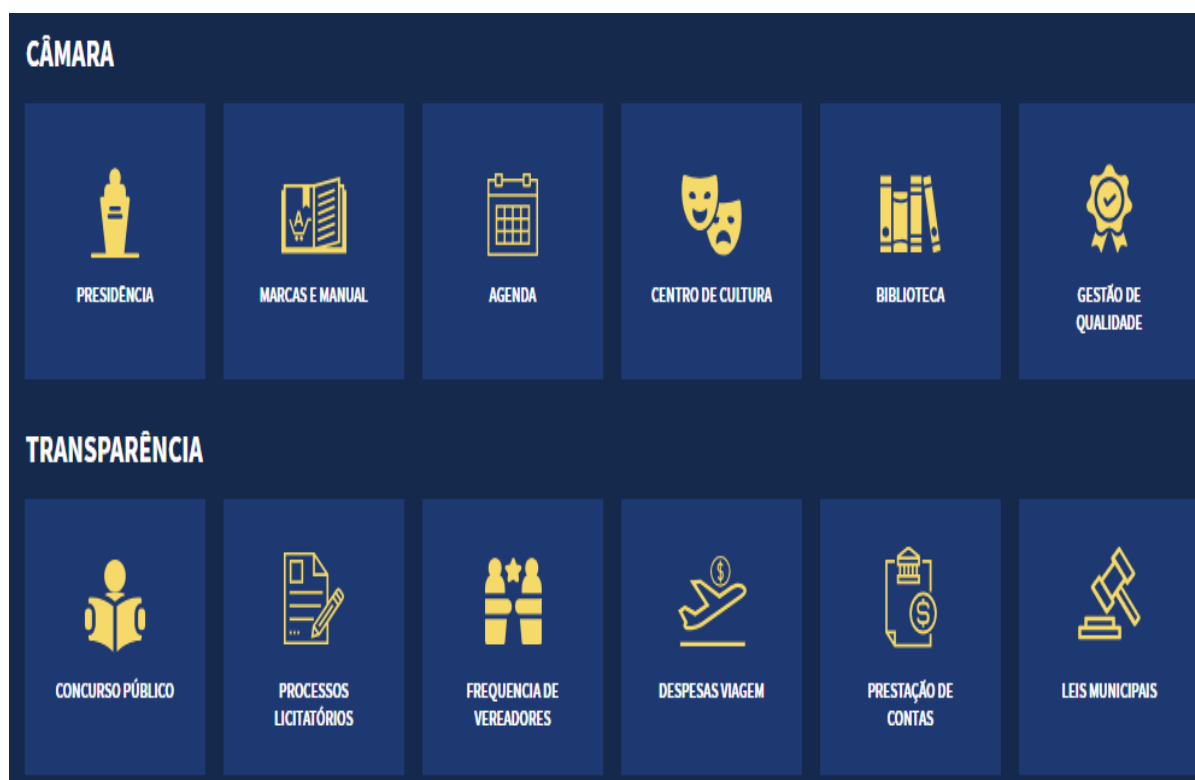 CÂMARA
PRESIDÊNCIA
MARCAS E MANUAL
AGENDA
CENTRO DE CULTURA
BIBLIOTECA
GESTÃO DE
QUALIDADE
TRANSPARÊNCIA
CONCURSO PÚBLICO
PROCESSOS
LICITATÓRIOS
FREQUENCIA DE
VEREADORES
DESPESAS VIAGEM
PRESTAÇÃO DE
CONTAS
LEIS MUNICIPAIS